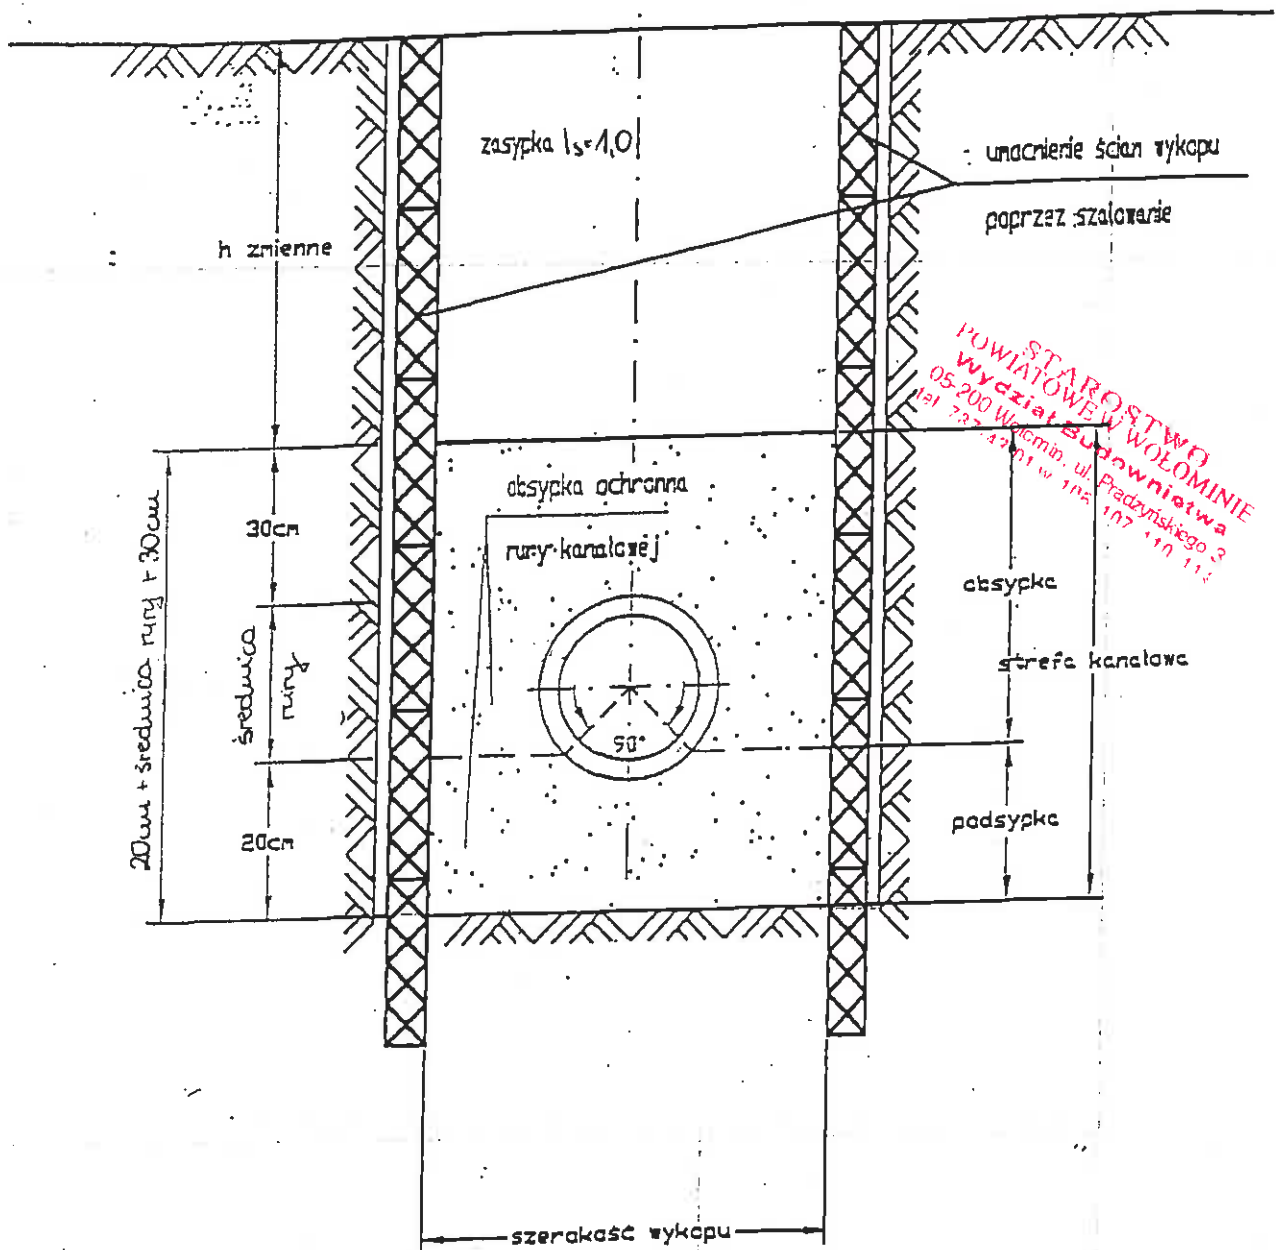 zasypka Is=1,0
umocnienie ścian wykopu
poprzez szalowanie
h zmienne
STAROSTWO
POWIATOWE W WOŁOMINIE
Wydział Budownictwa
05-200 Wołomin, ul. Prądzyńskiego 3
obsypka ochronna
rury kanałowej
30cm
20cm + średnica rury + 30cm
średnica
rury
obsypka
strefa kanałowa
90°
20cm
podsypka
szerokość wykopu